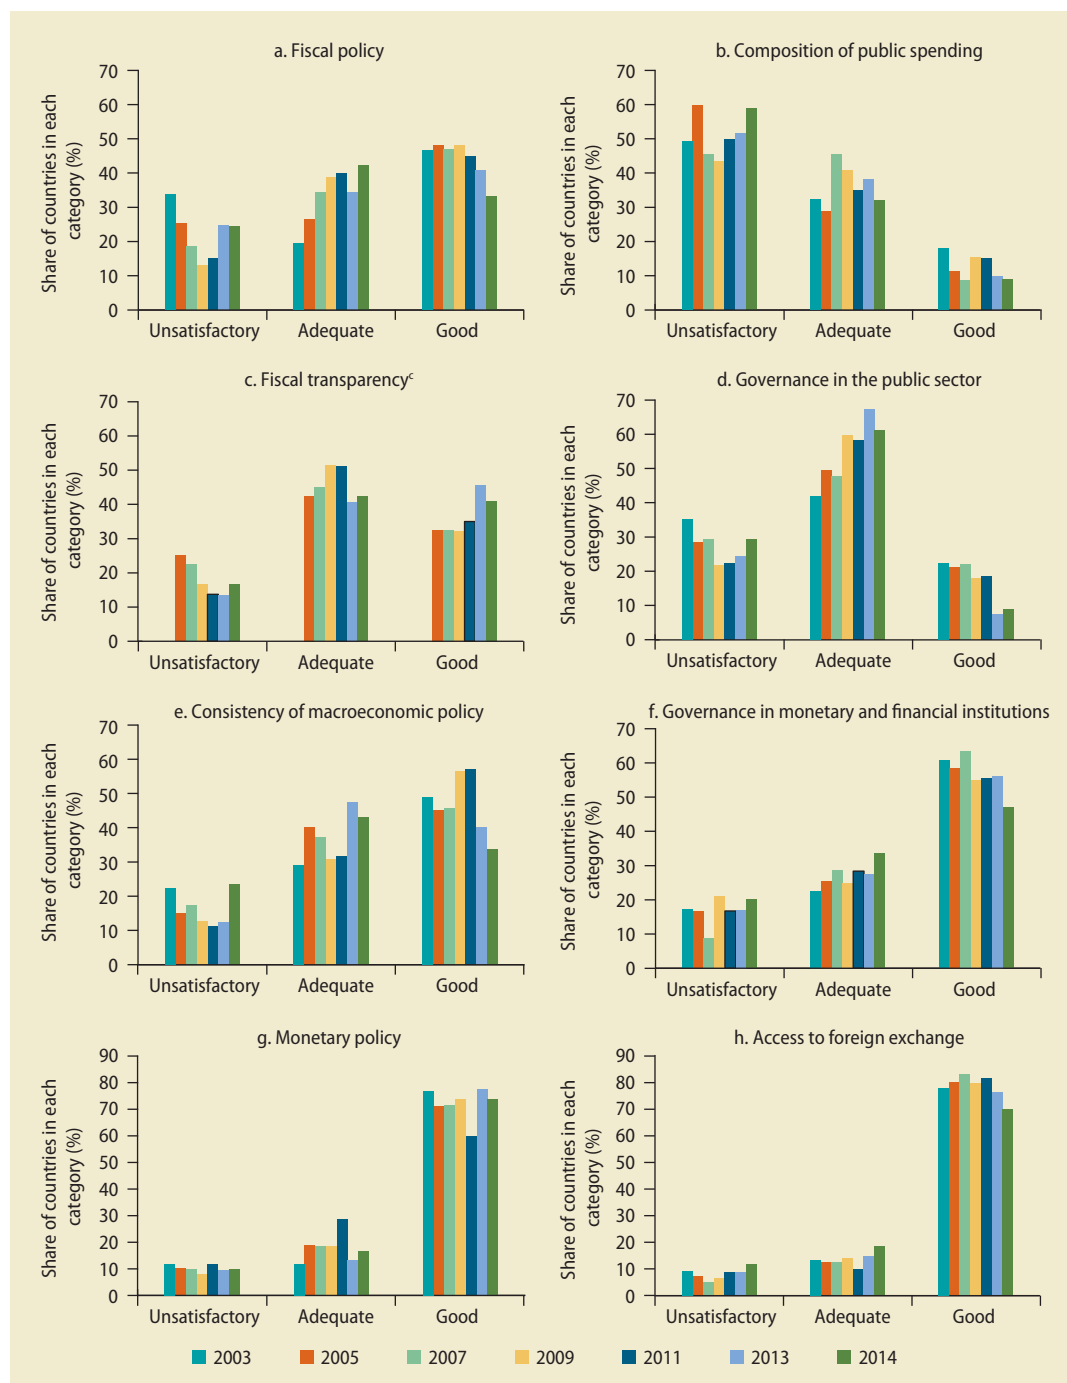 a. Fiscal policy
Share of countries in each
category (%)
70
60
50
40
30
20
10
0
Unsatisfactory Adequate Good
b. Composition of public spending
Share of countries in each
category (%)
70
60
50
40
30
20
10
0
Unsatisfactory Adequate Good
c. Fiscal transparencyᶜ
Share of countries in each
category (%)
70
60
50
40
30
20
10
0
Unsatisfactory Adequate Good
d. Governance in the public sector
Share of countries in each
category (%)
70
60
50
40
30
20
10
0
Unsatisfactory Adequate Good
e. Consistency of macroeconomic policy
Share of countries in each
category (%)
70
60
50
40
30
20
10
0
Unsatisfactory Adequate Good
f. Governance in monetary and financial institutions
Share of countries in each
category (%)
70
60
50
40
30
20
10
0
Unsatisfactory Adequate Good
g. Monetary policy
Share of countries in each
category (%)
90
80
70
60
50
40
30
20
10
0
Unsatisfactory Adequate Good
h. Access to foreign exchange
Share of countries in each
category (%)
90
80
70
60
50
40
30
20
10
0
Unsatisfactory Adequate Good
2003 2005 2007 2009 2011 2013 2014